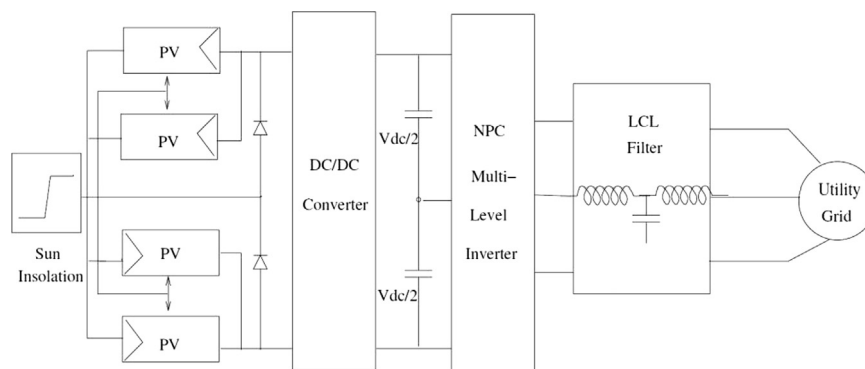 PV
PV
Sun
Insolation
PV
PV
DC/DC
Converter
Vdc/2
Vdc/2
NPC
Multi−
Level
Inverter
LCL
Filter
Utility
Grid